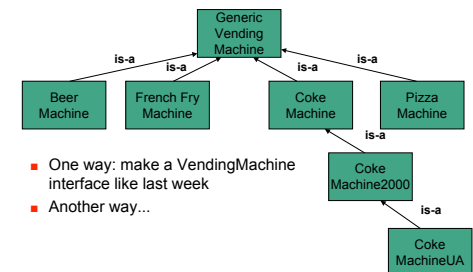 Generic
Vending
Machine
is-a
is-a
is-a
is-a
Beer
Machine
French Fry
Machine
Coke
Machine
Pizza
Machine
is-a
■ One way: make a VendingMachine
interface like last week
■ Another way...
Coke
Machine2000
is-a
Coke
MachineUA